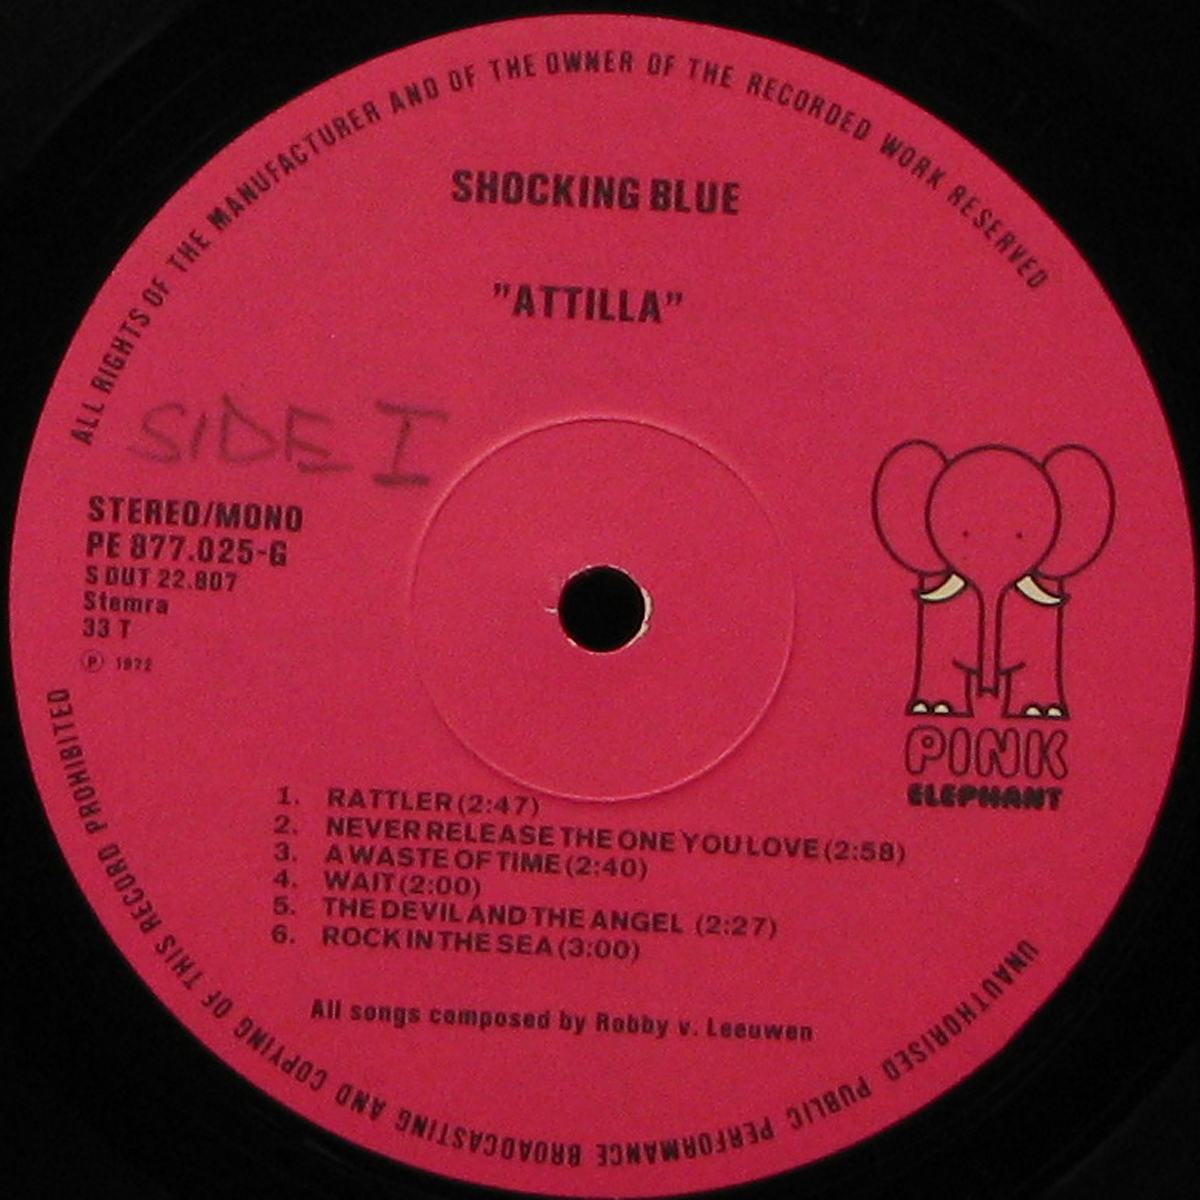 ALL RIGHTS OF THE MANUFACTURER AND OF THE OWNER OF THE RECORDED WORK RESERVED
SHOCKING BLUE
"ATTILLA"
SIDE I
STEREO/MONO
PE 877.025-G
S DUT 22.807
Stemra
33 T
Ⓟ 1972
PINK
ELEPHANT
1. RATTLER (2:47)
2. NEVER RELEASE THE ONE YOU LOVE (2:58)
3. A WASTE OF TIME (2:40)
4. WAIT (2:00)
5. THE DEVIL AND THE ANGEL (2:27)
6. ROCK IN THE SEA (3:00)
All songs composed by Robby v. Leeuwen
UNAUTHORISED PUBLIC PERFORMANCE BROADCASTING AND COPYING OF THIS RECORD PROHIBITED